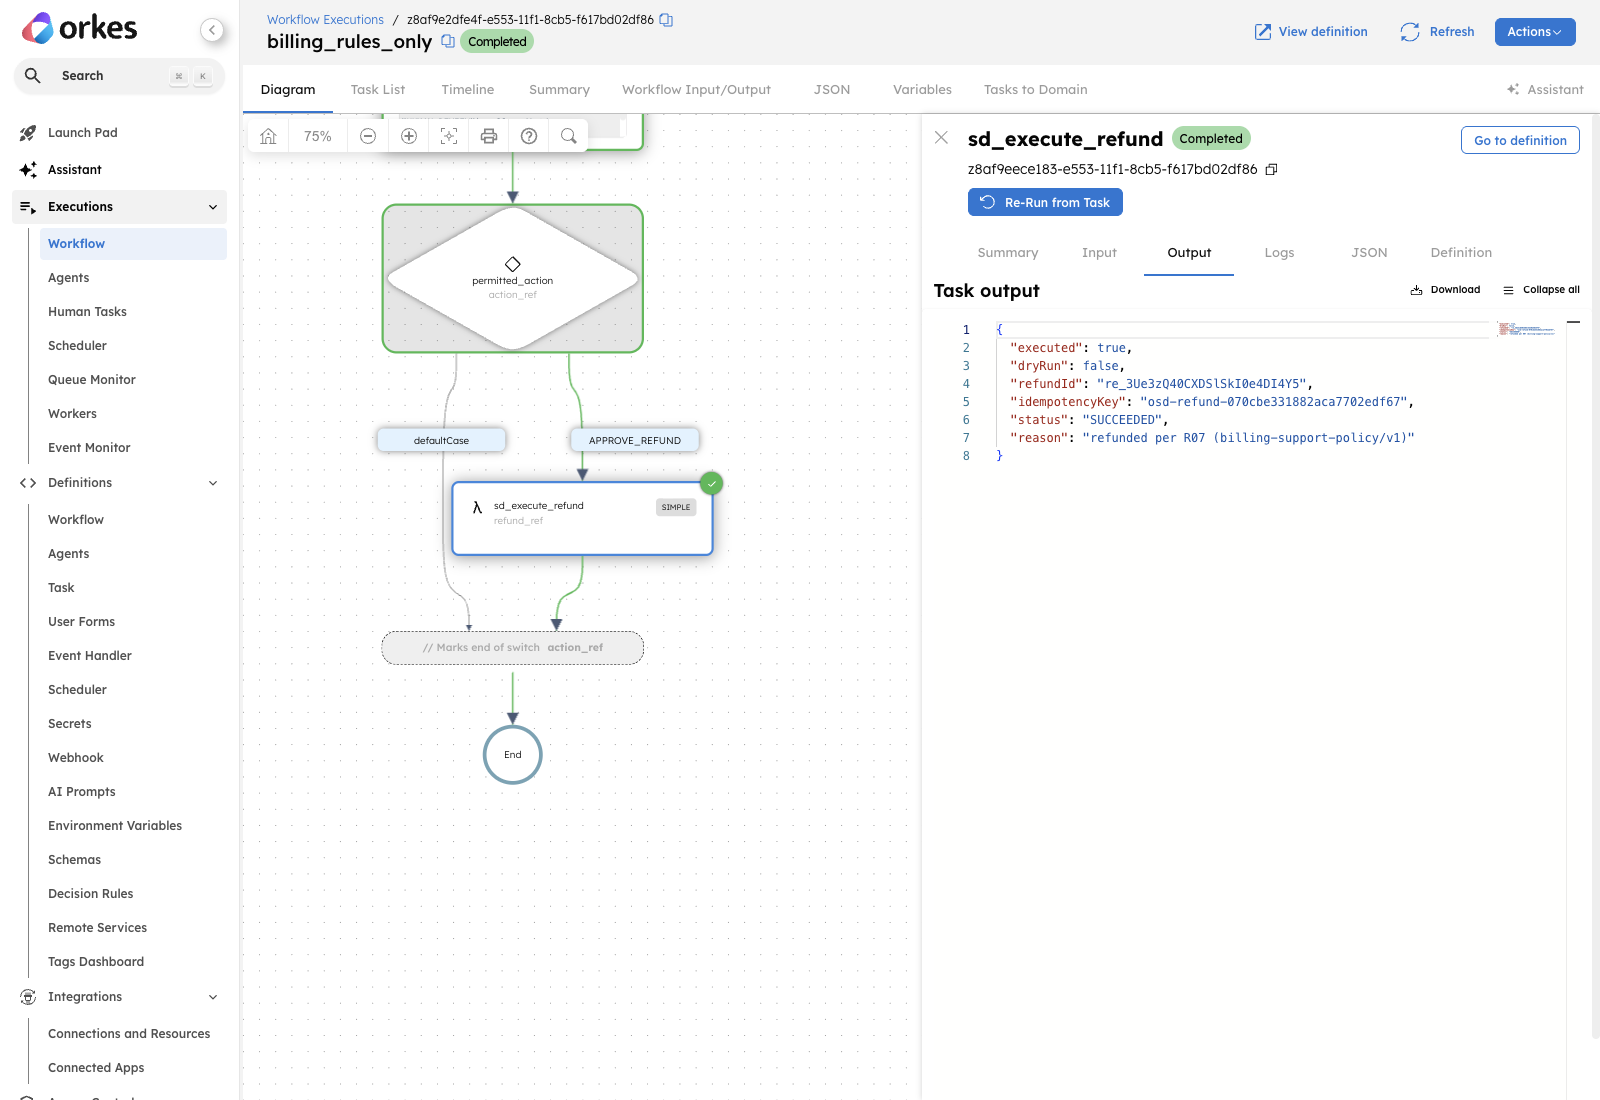 orkes
Search
⌘ K
Launch Pad
Assistant
Executions
Workflow
Agents
Human Tasks
Scheduler
Queue Monitor
Workers
Event Monitor
Definitions
Workflow
Agents
Task
User Forms
Event Handler
Scheduler
Secrets
Webhook
AI Prompts
Environment Variables
Schemas
Decision Rules
Remote Services
Tags Dashboard
Integrations
Connections and Resources
Connected Apps
Workflow Executions / z8af9e2dfe4f-e553-11f1-8cb5-f617bd02df86
billing_rules_only Completed
View definition
Refresh
Actions
Diagram
Task List
Timeline
Summary
Workflow Input/Output
JSON
Variables
Tasks to Domain
Assistant
75%
permitted_action
action_ref
defaultCase
APPROVE_REFUND
sd_execute_refund
SIMPLE
refund_ref
// Marks end of switch action_ref
End
sd_execute_refund Completed
Go to definition
z8af9eece183-e553-11f1-8cb5-f617bd02df86
Re-Run from Task
Summary
Input
Output
Logs
JSON
Definition
Task output
Download
Collapse all
1 {
2 "executed": true,
3 "dryRun": false,
4 "refundId": "re_3Ue3zQ40CXDSlSkI0e4DI4Y5",
5 "idempotencyKey": "osd-refund-070cbe331882aca7702edf67",
6 "status": "SUCCEEDED",
7 "reason": "refunded per R07 (billing-support-policy/v1)"
8 }